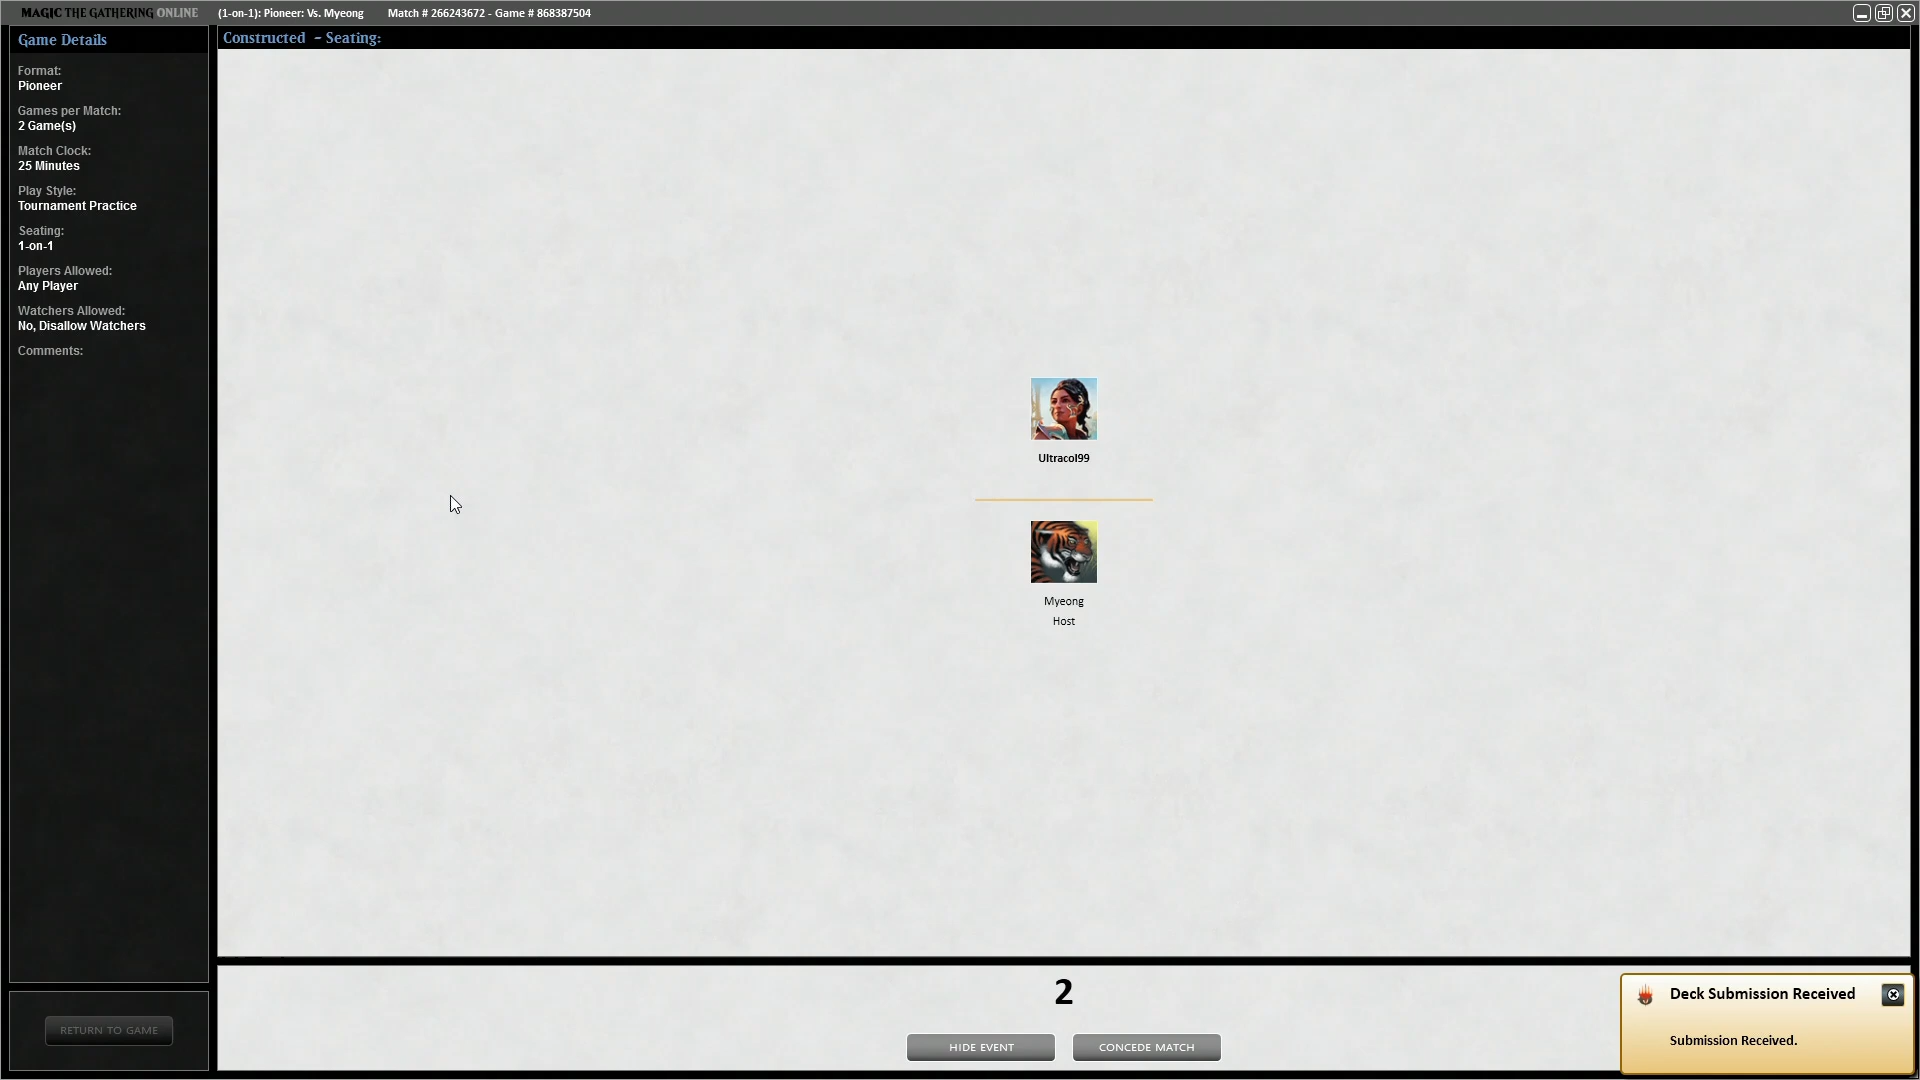 MAGIC THE GATHERING ONLINE (1-on-1): Pioneer: Vs. Myeong Match # 266243672 - Game # 868387504
Game Details
Constructed - Seating:
Format:
Pioneer
Games per Match:
2 Game(s)
Match Clock:
25 Minutes
Play Style:
Tournament Practice
Seating:
1-on-1
Players Allowed:
Any Player
Watchers Allowed:
No, Disallow Watchers
Comments:
Ultracol99
Myeong
Host
RETURN TO GAME
2
HIDE EVENT CONCEDE MATCH
Deck Submission Received
Submission Received.